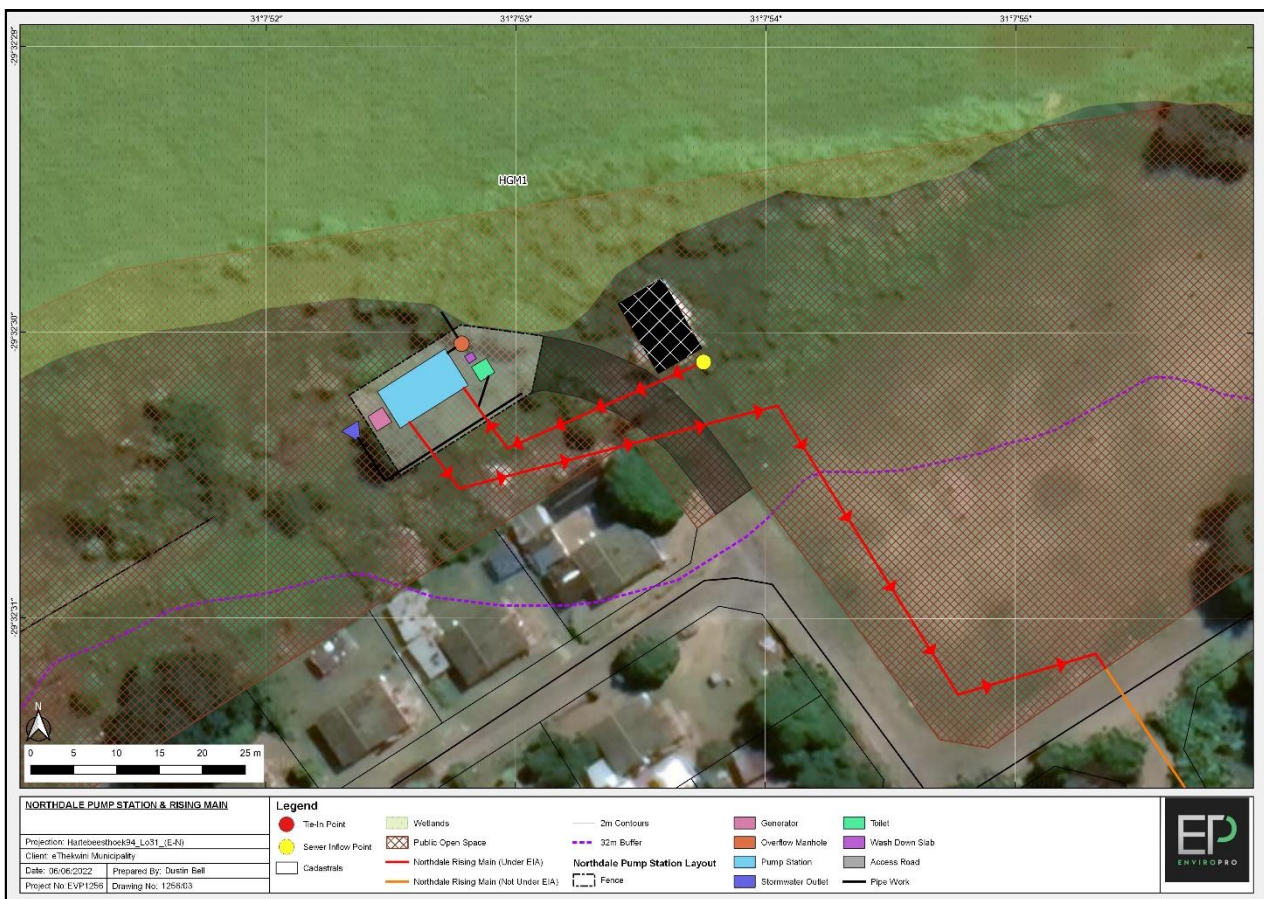 31°7'52" 31°7'53" 31°7'54" 31°7'55"
-29°32'29"
HGM1
-29°32'30"
-29°32'31"
N
0 5 10 15 20 25 m
NORTHDALE PUMP STATION & RISING MAIN
Projection: Hartebeesthoek94_Lo31_(E-N)
Client: eThekwini Municipality
Date: 06/06/2022 Prepared By: Dustin Bell
Project No: EVP1256 Drawing No: 1256/03
Legend
Tie-In Point
Sewer Inflow Point
Cadastrals
Wetlands
Public Open Space
Northdale Rising Main (Under EIA)
Northdale Rising Main (Not Under EIA)
2m Contours
32m Buffer
Northdale Pump Station Layout
Fence
Generator
Overflow Manhole
Pump Station
Stormwater Outlet
Toilet
Wash Down Slab
Access Road
Pipe Work
EP
ENVIROPRO